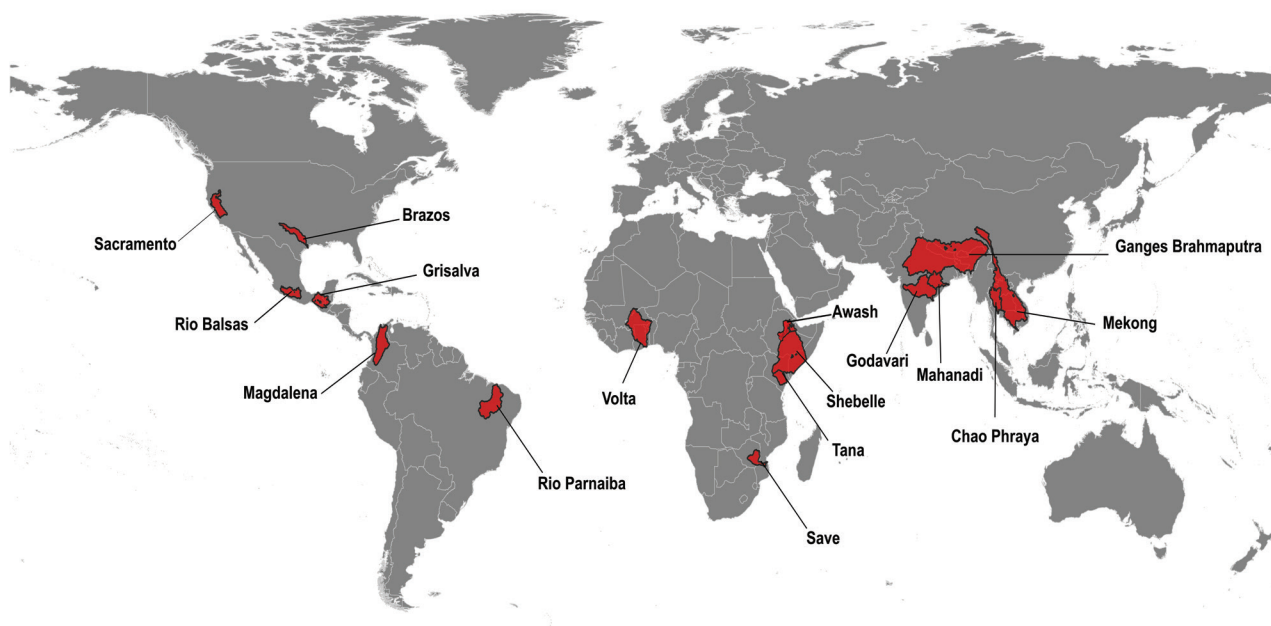 Sacramento
Brazos
Grisalva
Rio Balsas
Magdalena
Rio Parnaiba
Volta
Awash
Shebelle
Tana
Save
Ganges Brahmaputra
Godavari
Mahanadi
Mekong
Chao Phraya